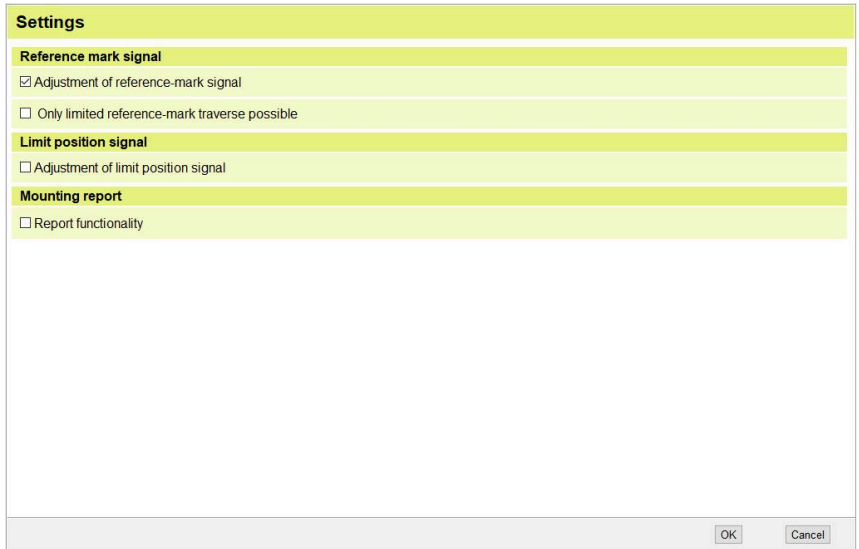 Settings
Reference mark signal
Adjustment of reference-mark signal
Only limited reference-mark traverse possible
Limit position signal
Adjustment of limit position signal
Mounting report
Report functionality
OK Cancel